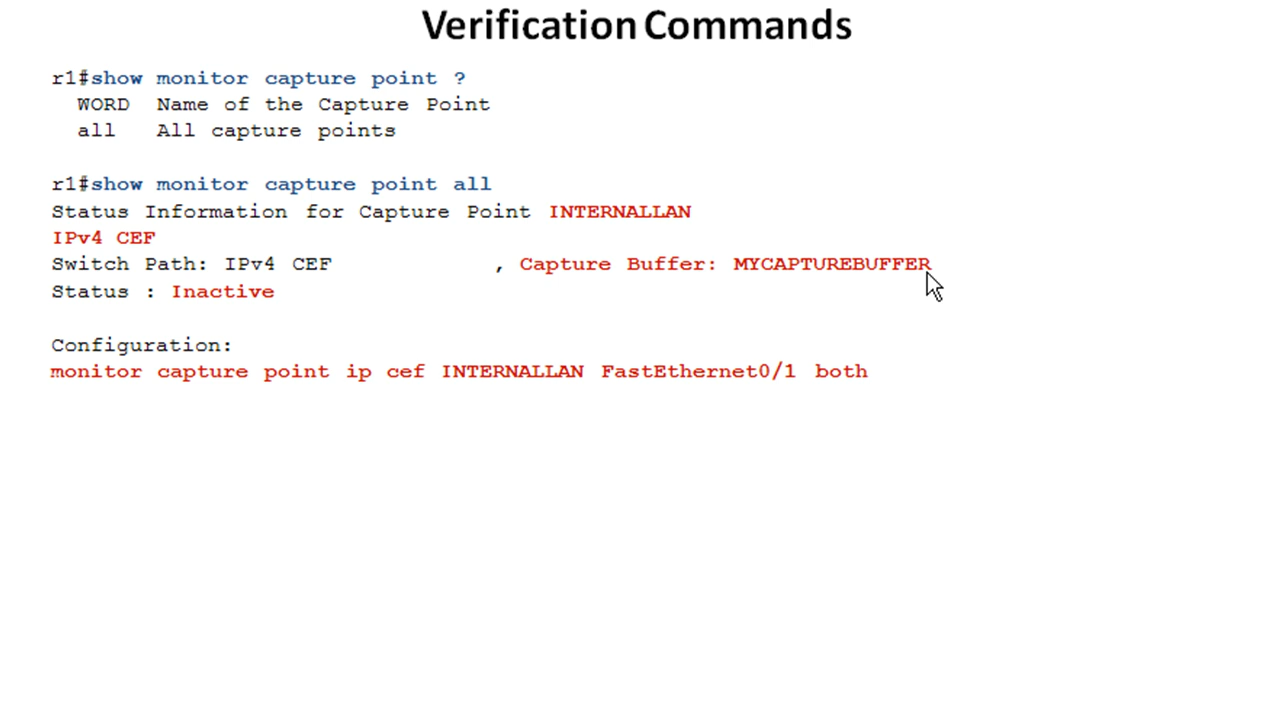 Verification Commands
r1#show monitor capture point ?
WORD Name of the Capture Point
all All capture points
r1#show monitor capture point all
Status Information for Capture Point INTERNALLAN
IPv4 CEF
Switch Path: IPv4 CEF , Capture Buffer: MYCAPTUREBUFFER
Status : Inactive
Configuration:
monitor capture point ip cef INTERNALLAN FastEthernet0/1 both